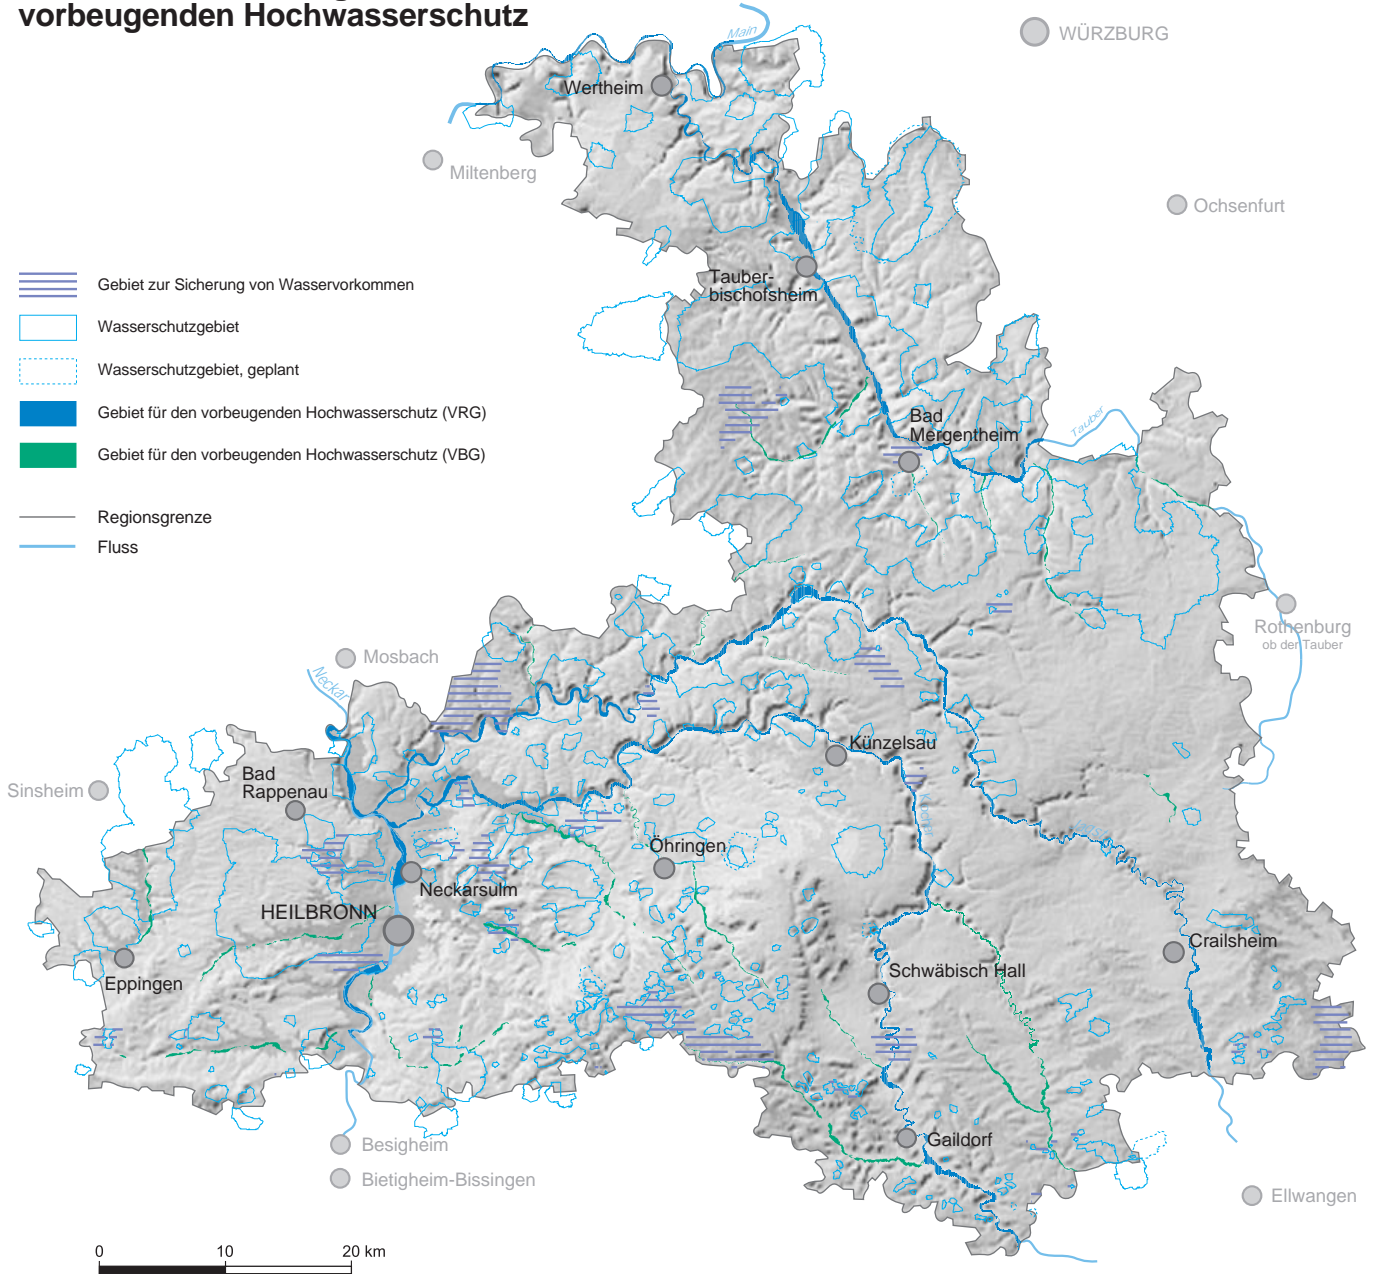 vorbeugenden Hochwasserschutz
Main
WÜRZBURG
Wertheim
Miltenberg
Ochsenfurt
Tauber-
bischofsheim
Gebiet zur Sicherung von Wasservorkommen
Wasserschutzgebiet
Wasserschutzgebiet, geplant
Gebiet für den vorbeugenden Hochwasserschutz (VRG)
Gebiet für den vorbeugenden Hochwasserschutz (VBG)
Regionsgrenze
Fluss
Bad
Mergentheim
Tauber
Rothenburg
ob der Tauber
Mosbach
Neckar
Künzelsau
Sinsheim
Bad
Rappenau
Kocher
Jagst
Öhringen
Neckarsulm
HEILBRONN
Crailsheim
Eppingen
Schwäbisch Hall
Gaildorf
Besigheim
Bietigheim-Bissingen
Ellwangen
0 10 20 km